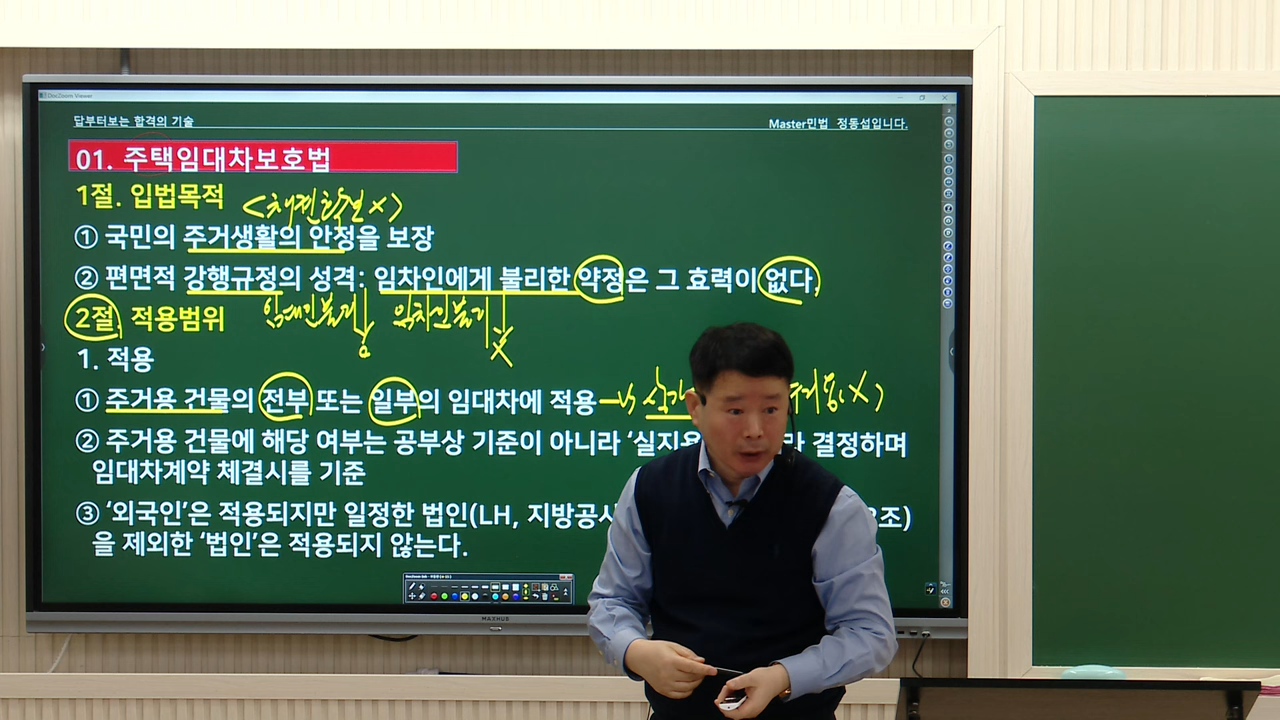 DocZoom Viewer
답부터보는 합격의 기술
Master민법 정동섭입니다.
01. 주택임대차보호법
1절. 입법목적
<채권확보 X>
① 국민의 주거생활의 안정을 보장
② 편면적 강행규정의 성격: 임차인에게 불리한 약정은 그 효력이 없다.
2절. 적용범위
임대인불리 임차인불리
○ X
1. 적용
① 주거용 건물의 전부 또는 일부의 임대차에 적용
② 주거용 건물에 해당 여부는 공부상 기준이 아니라 ‘실지용 결정하며
임대차계약 체결시를 기준
③ ‘외국인’은 적용되지만 일정한 법인(LH, 지방공사 조)
을 제외한 ‘법인’은 적용되지 않는다.
MAXHUB